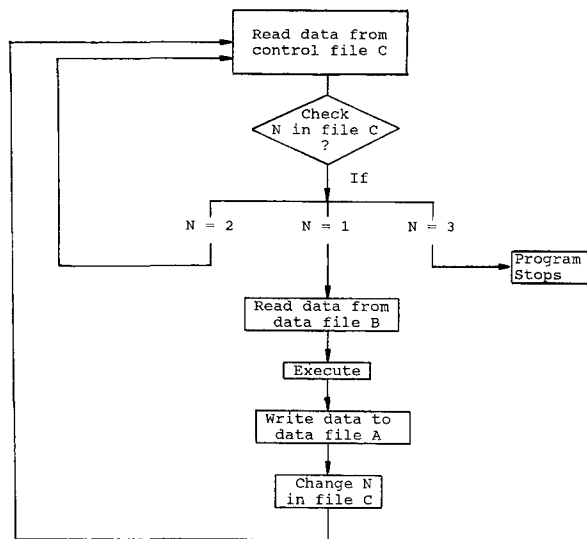 Read data from
control file C
Check
N in file C
?
If
N = 2
N = 1
N = 3
Program
Stops
Read data from
data file B
Execute
Write data to
data file A
Change N
in file C